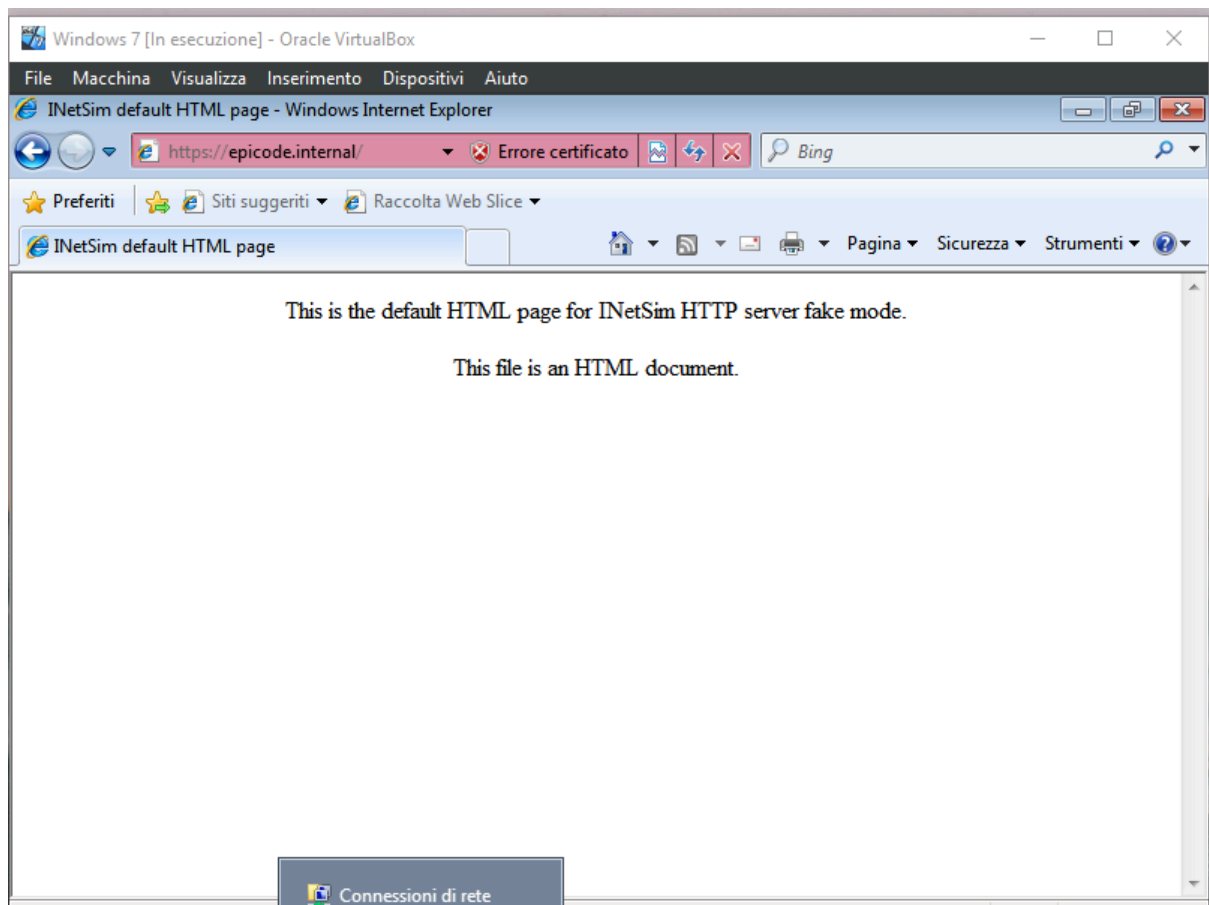 Windows 7 [In esecuzione] - Oracle VirtualBox
File Macchina Visualizza Inserimento Dispositivi Aiuto
INetSim default HTML page - Windows Internet Explorer
https://epicode.internal/ Errore certificato Bing
Preferiti Siti suggeriti Raccolta Web Slice
INetSim default HTML page Pagina Sicurezza Strumenti
This is the default HTML page for INetSim HTTP server fake mode.
This file is an HTML document.
Connessioni di rete